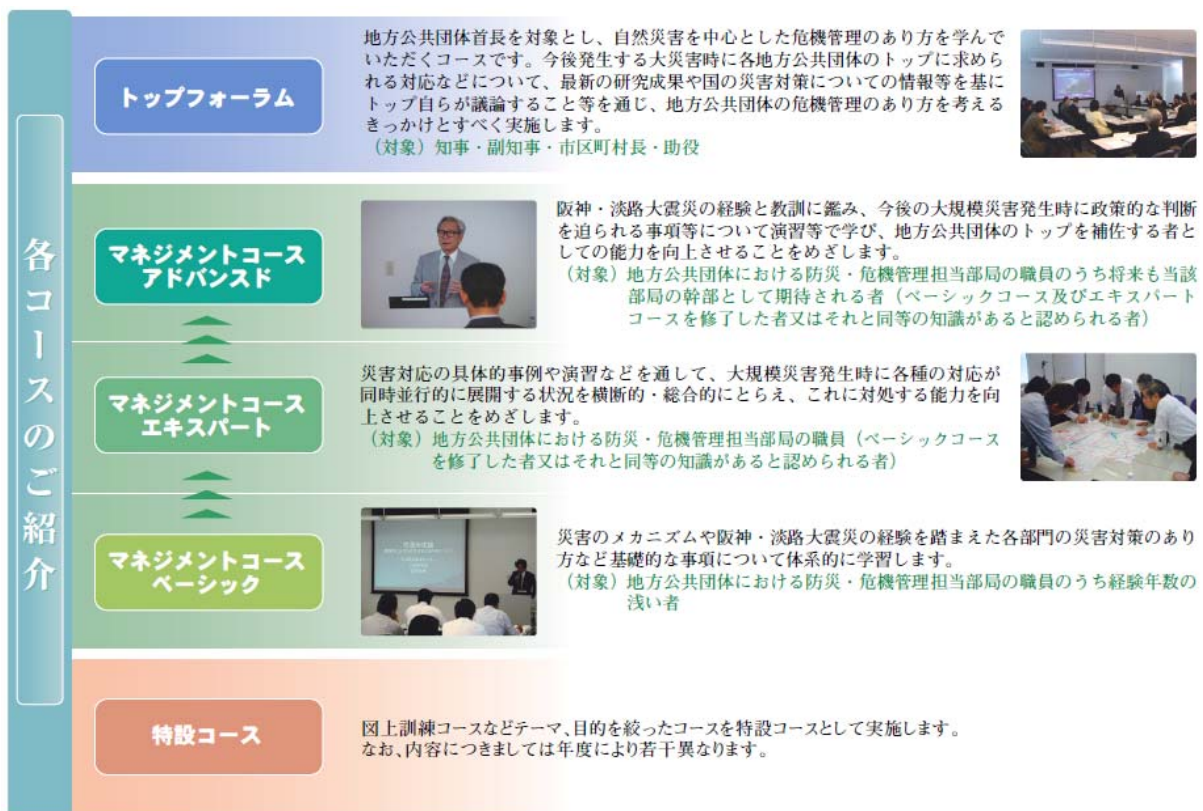 各コースのご紹介
トップフォーラム
地方公共団体首長を対象とし、自然災害を中心とした危機管理のあり方を学んで
いただくコースです。今後発生する大災害時に各地方公共団体のトップに求めら
れる対応などについて、最新の研究成果や国の災害対策についての情報等を基に
トップ自らが議論すること等を通じ、地方公共団体の危機管理のあり方を考える
きっかけとすべく実施します。
（対象）知事・副知事・市区町村長・助役
マネジメントコース
アドバンスド
阪神・淡路大震災の経験と教訓に鑑み、今後の大規模災害発生時に政策的な判断
を迫られる事項等について演習等で学び、地方公共団体のトップを補佐する者と
しての能力を向上させることをめざします。
（対象）地方公共団体における防災・危機管理担当部局の職員のうち将来も当該
部局の幹部として期待される者（ベーシックコース及びエキスパート
コースを修了した者又はそれと同等の知識があると認められる者）
マネジメントコース
エキスパート
災害対応の具体的事例や演習などを通して、大規模災害発生時に各種の対応が
同時並行的に展開する状況を横断的・総合的にとらえ、これに対処する能力を向
上させることをめざします。
（対象）地方公共団体における防災・危機管理担当部局の職員（ベーシックコース
を修了した者又はそれと同等の知識があると認められる者）
マネジメントコース
ベーシック
災害のメカニズムや阪神・淡路大震災の経験を踏まえた各部門の災害対策のあり
方など基礎的な事項について体系的に学習します。
（対象）地方公共団体における防災・危機管理担当部局の職員のうち経験年数の
浅い者
特設コース
図上訓練コースなどテーマ、目的を絞ったコースを特設コースとして実施します。
なお、内容につきましては年度により若干異なります。